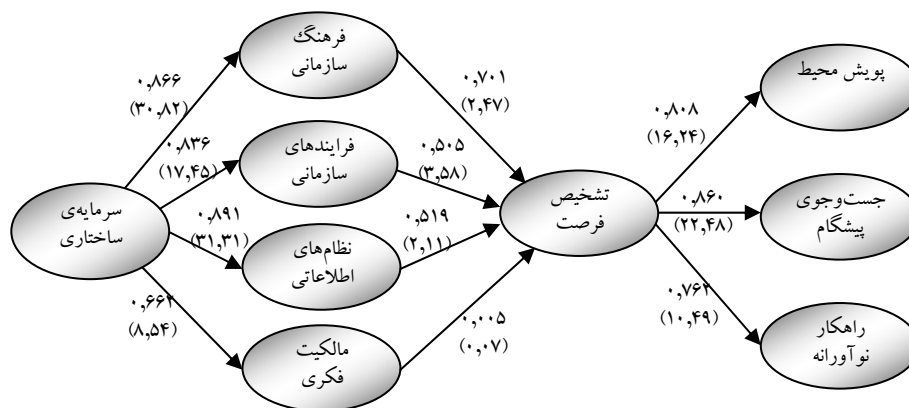 فرهنگ
سازمانی
فرایندهای
سازمانی
نظام‌های
اطلاعاتی
مالکیت
فکری
سرمایه‌ی
ساختاری
تشخیص
فرصت
پویش محیط
جست‌وجوی
پیشگام
راهکار
نوآورانه
۰٫۸۶۶
(۳۰٫۸۲)
۰٫۸۳۶
(۱۷٫۴۵)
۰٫۸۹۱
(۳۱٫۳۱)
۰٫۶۶۲
(۸٫۵۴)
۰٫۷۰۱
(۲٫۴۷)
۰٫۵۰۵
(۳٫۵۸)
۰٫۵۱۹
(۲٫۱۱)
۰٫۰۰۵
(۰٫۰۷)
۰٫۸۰۸
(۱۶٫۲۴)
۰٫۸۶۰
(۲۲٫۴۸)
۰٫۷۶۲
(۱۰٫۴۹)